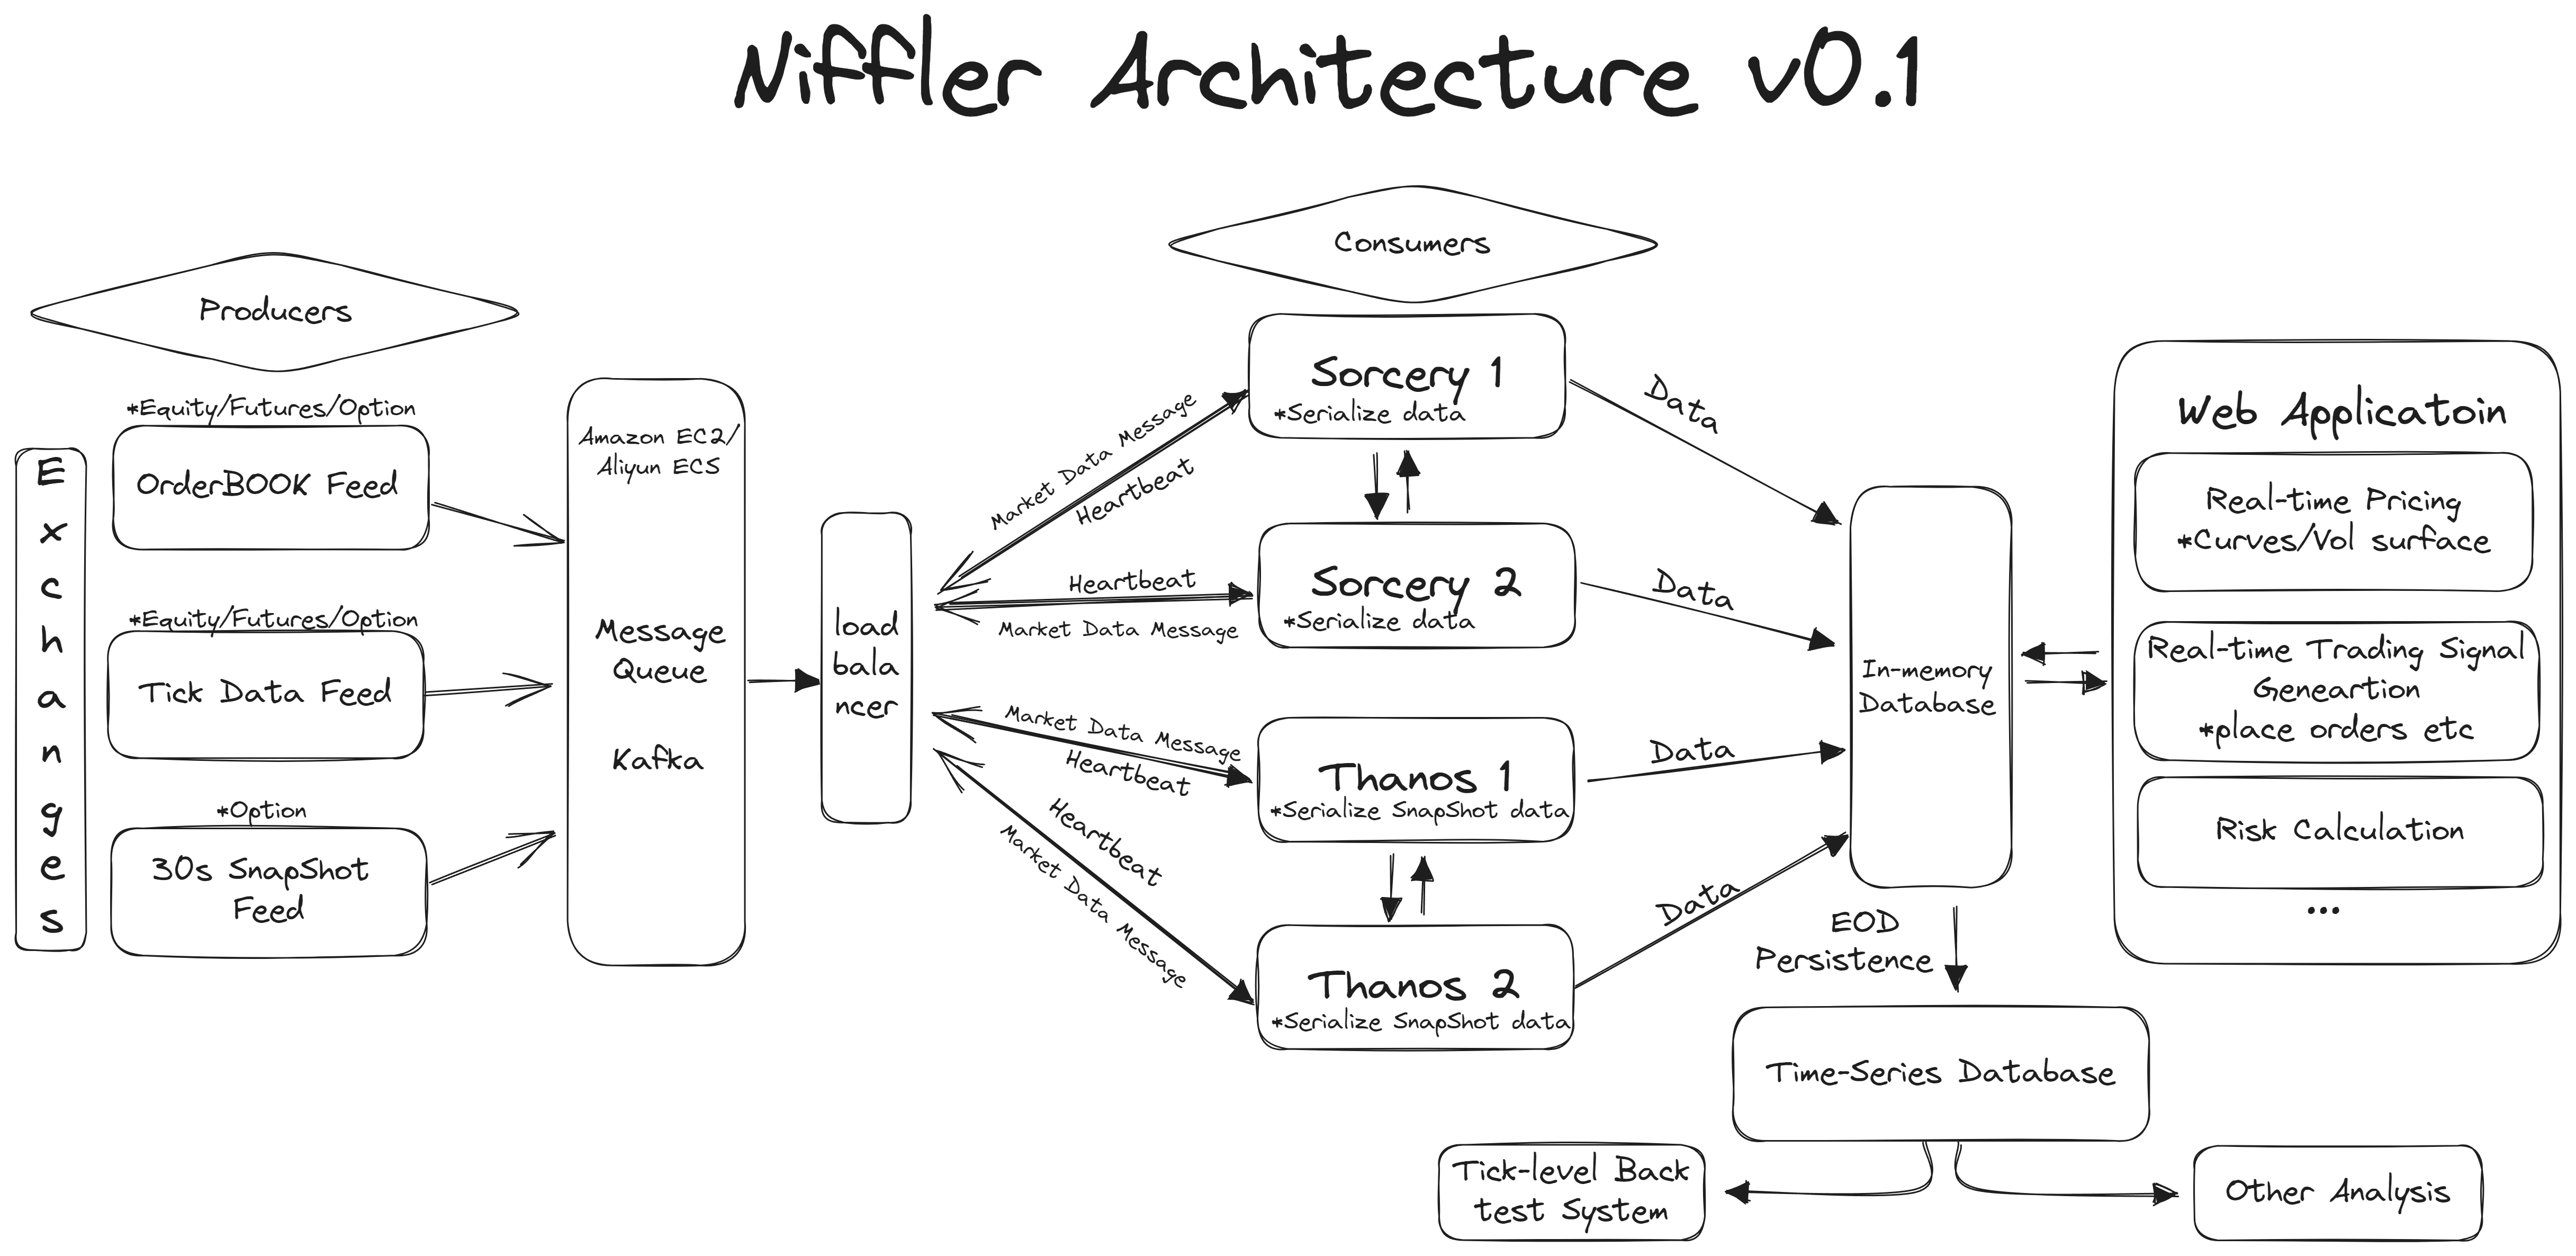 Niffler Architecture v0.1
Producers
Exchanges
*Equity/Futures/Option
OrderBOOK Feed
*Equity/Futures/Option
Tick Data Feed
*Option
30s SnapShot
Feed
Amazon EC2/
Aliyun ECS
Message
Queue
Kafka
load
bala
ncer
Market Data Message
Heartbeat
Heartbeat
Market Data Message
Market Data Message
Heartbeat
Heartbeat
Market Data Message
Consumers
Sorcery 1
*Serialize data
Sorcery 2
*Serialize data
Thanos 1
*Serialize SnapShot data
Thanos 2
*Serialize SnapShot data
Data
Data
Data
Data
In-memory
Database
EOD
Persistence
Time-Series Database
Tick-level Back
test System
Other Analysis
Web Applicatoin
Real-time Pricing
*Curves/Vol surface
Real-time Trading Signal
Geneartion
*place orders etc
Risk Calculation
...